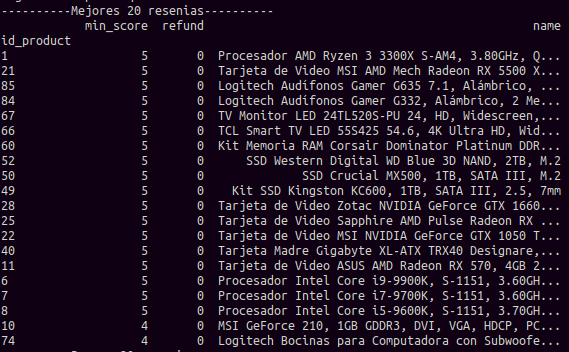 ----------Mejores 20 resenias----------
min_score refund name
id_product
1 5 0 Procesador AMD Ryzen 3 3300X S-AM4, 3.80GHz, Q...
21 5 0 Tarjeta de Video MSI AMD Mech Radeon RX 5500 X...
85 5 0 Logitech Audífonos Gamer G635 7.1, Alámbrico, ...
84 5 0 Logitech Audífonos Gamer G332, Alámbrico, 2 Me...
67 5 0 TV Monitor LED 24TL520S-PU 24, HD, Widescreen,...
66 5 0 TCL Smart TV LED 55S425 54.6, 4K Ultra HD, Wid...
60 5 0 Kit Memoria RAM Corsair Dominator Platinum DDR...
52 5 0 SSD Western Digital WD Blue 3D NAND, 2TB, M.2
50 5 0 SSD Crucial MX500, 1TB, SATA III, M.2
49 5 0 Kit SSD Kingston KC600, 1TB, SATA III, 2.5, 7mm
28 5 0 Tarjeta de Video Zotac NVIDIA GeForce GTX 1660...
25 5 0 Tarjeta de Video Sapphire AMD Pulse Radeon RX ...
22 5 0 Tarjeta de Video MSI NVIDIA GeForce GTX 1050 T...
40 5 0 Tarjeta Madre Gigabyte XL-ATX TRX40 Designare,...
11 5 0 Tarjeta de Video ASUS AMD Radeon RX 570, 4GB 2...
6 5 0 Procesador Intel Core i9-9900K, S-1151, 3.60GH...
7 5 0 Procesador Intel Core i7-9700K, S-1151, 3.60GH...
8 5 0 Procesador Intel Core i5-9600K, S-1151, 3.70GH...
10 4 0 MSI GeForce 210, 1GB GDDR3, DVI, VGA, HDCP, PC...
74 4 0 Logitech Bocinas para Computadora con Subwoofe...